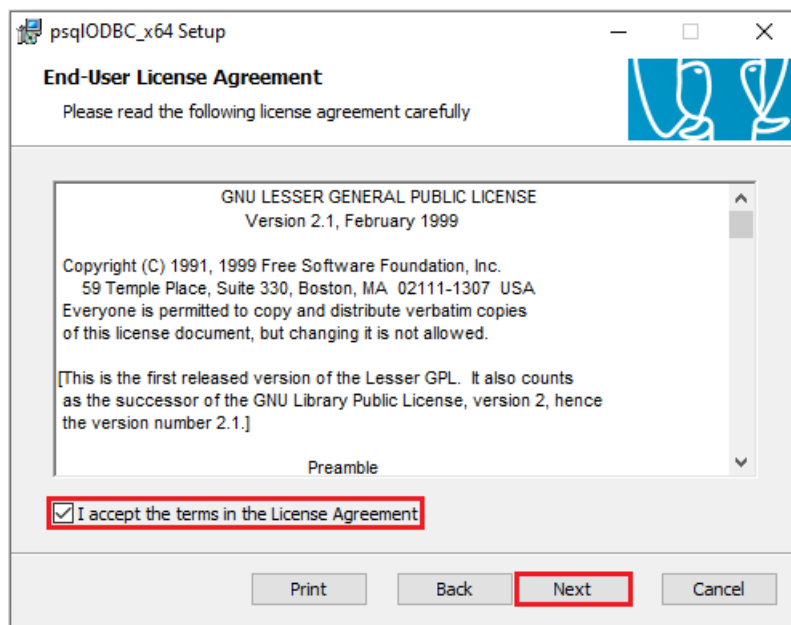 psqlODBC_x64 Setup
End-User License Agreement
Please read the following license agreement carefully
GNU LESSER GENERAL PUBLIC LICENSE
Version 2.1, February 1999
Copyright (C) 1991, 1999 Free Software Foundation, Inc.
59 Temple Place, Suite 330, Boston, MA  02111-1307  USA
Everyone is permitted to copy and distribute verbatim copies
of this license document, but changing it is not allowed.
[This is the first released version of the Lesser GPL.  It also counts
as the successor of the GNU Library Public License, version 2, hence
the version number 2.1.]
Preamble
I accept the terms in the License Agreement
Print Back Next Cancel